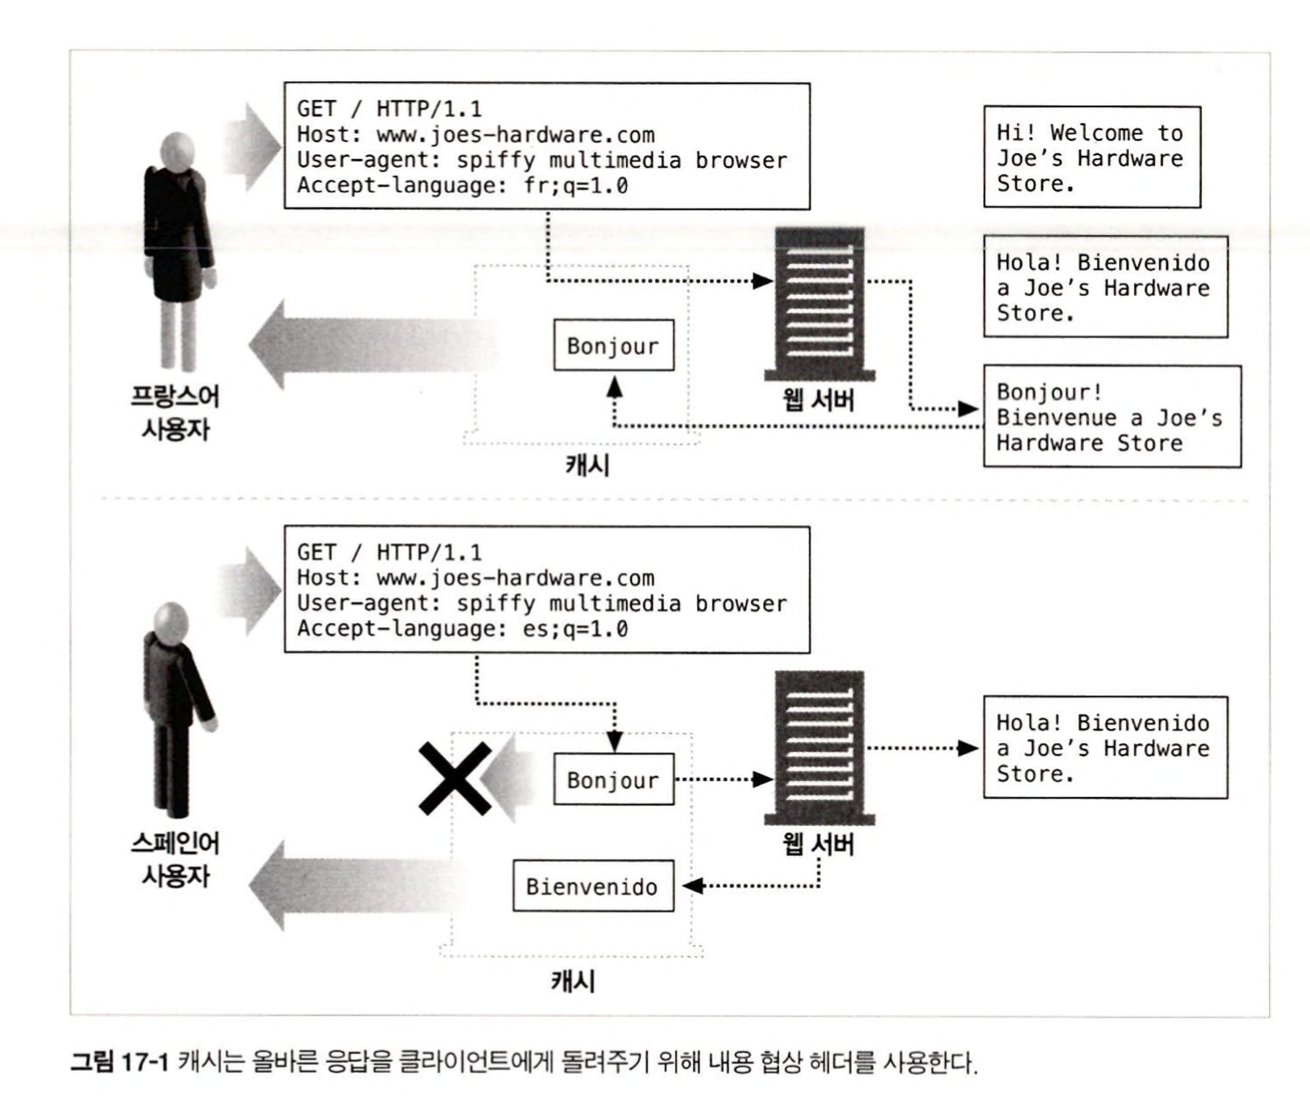 GET / HTTP/1.1
Host: www.joes-hardware.com
User-agent: spiffy multimedia browser
Accept-language: fr;q=1.0
Hi! Welcome to
Joe's Hardware
Store.
Hola! Bienvenido
a Joe's Hardware
Store.
Bonjour
프랑스어
사용자
웹 서버
Bonjour!
Bienvenue a Joe's
Hardware Store
캐시
GET / HTTP/1.1
Host: www.joes-hardware.com
User-agent: spiffy multimedia browser
Accept-language: es;q=1.0
Hola! Bienvenido
a Joe's Hardware
Store.
Bonjour
스페인어
사용자
웹 서버
Bienvenido
캐시
그림 17-1 캐시는 올바른 응답을 클라이언트에게 돌려주기 위해 내용 협상 헤더를 사용한다.